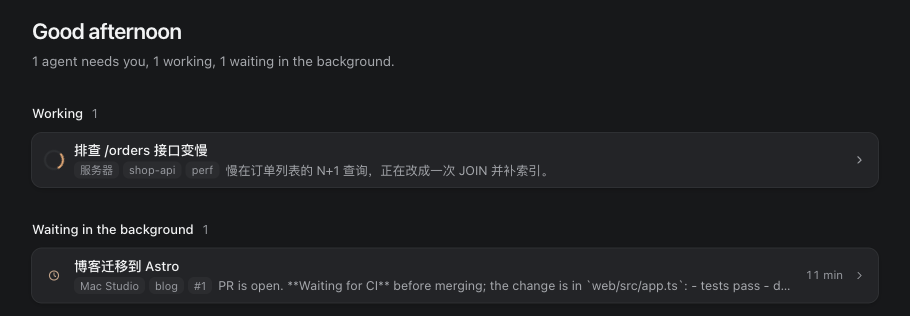 Good afternoon
1 agent needs you, 1 working, 1 waiting in the background.
Working 1
排查 /orders 接口变慢
服务器 shop-api perf 慢在订单列表的 N+1 查询，正在改成一次 JOIN 并补索引。
Waiting in the background 1
博客迁移到 Astro
Mac Studio blog #1 PR is open. **Waiting for CI** before merging; the change is in `web/src/app.ts`: - tests pass - d... 11 min